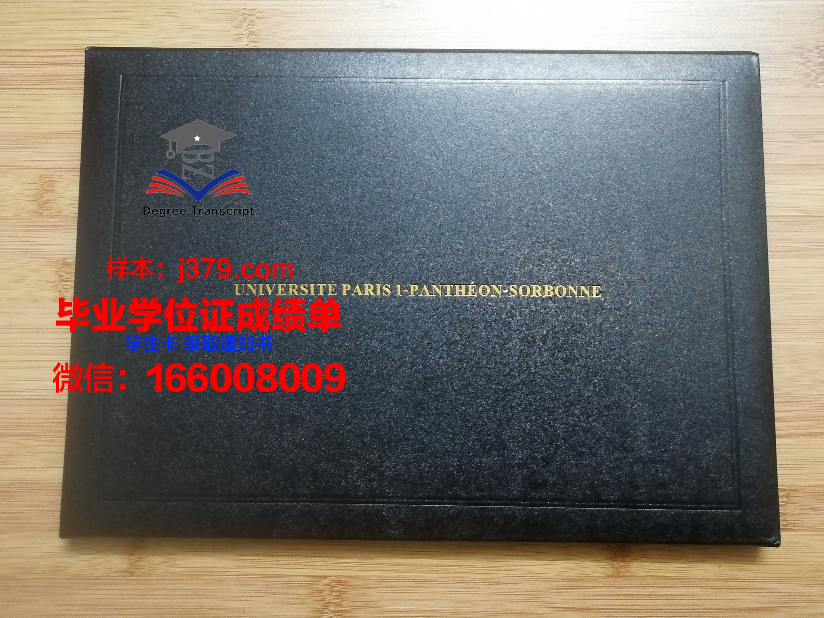 Degree Transcript
样本：j379.com
UNIVERSITE PARIS 1-PANTHÉON-SORBONNE
毕业学位证成绩单
学生卡 录取通知书
微信：166008009